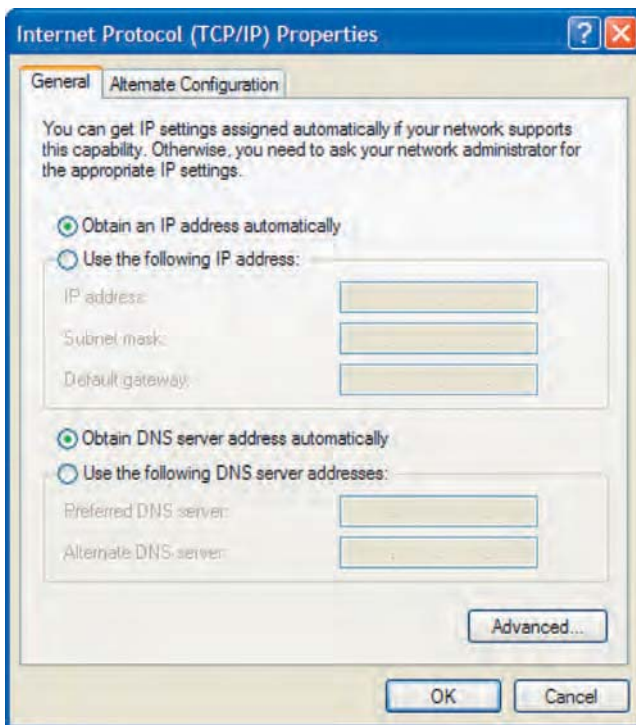 Internet Protocol (TCP/IP) Properties
?
X
General
Alternate Configuration
You can get IP settings assigned automatically if your network supports
this capability. Otherwise, you need to ask your network administrator for
the appropriate IP settings.
Obtain an IP address automatically
Use the following IP address:
IP address:
Subnet mask:
Default gateway:
Obtain DNS server address automatically
Use the following DNS server addresses:
Preferred DNS server:
Alternate DNS server:
Advanced...
OK
Cancel